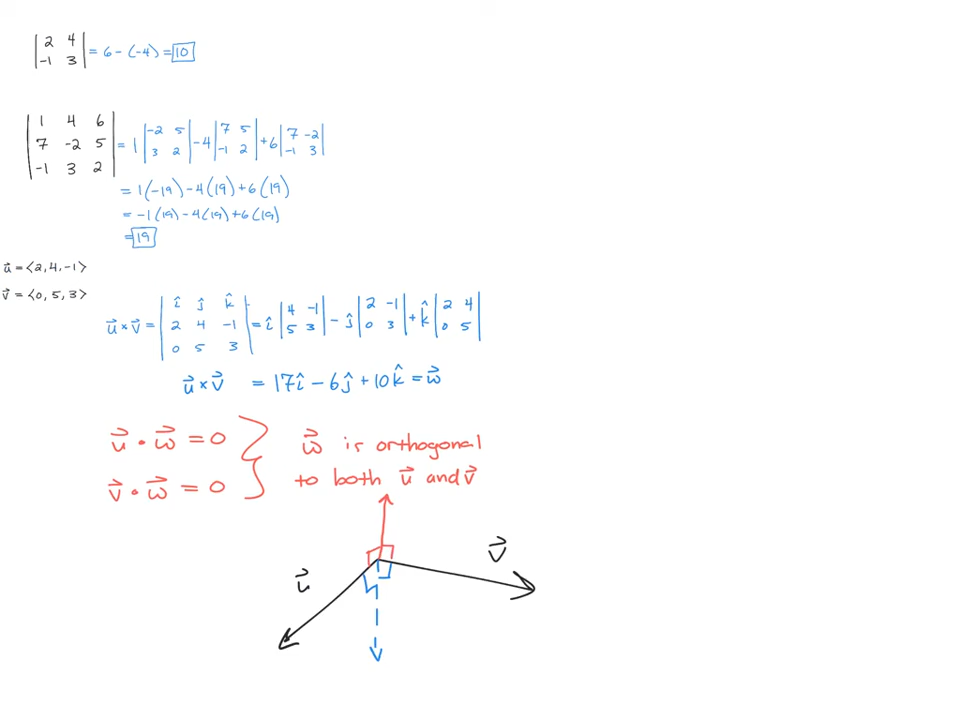 |2 4| = 6 - (-4) = 10
|-1 3|
|1 4 6|
|7 -2 5| = 1 |-2 5| - 4 |7 5| + 6 |7 -2|
|-1 3 2| |3 2| |-1 2| |-1 3|
= 1(-19) - 4(19) + 6(19)
= -1(19) - 4(19) + 6(19)
= 19
u⃗ = ⟨2, 4, -1⟩
v⃗ = ⟨0, 5, 3⟩
|î ĵ k̂|
u⃗ × v⃗ = |2 4 -1| = î |4 -1| - ĵ |2 -1| + k̂ |2 4|
|0 5 3| |5 3| |0 3| |0 5|
u⃗ × v⃗ = 17î - 6ĵ + 10k̂ = w⃗
u⃗ · w⃗ = 0 } w⃗ is orthogonal
v⃗ · w⃗ = 0 } to both u⃗ and v⃗
v⃗
u⃗